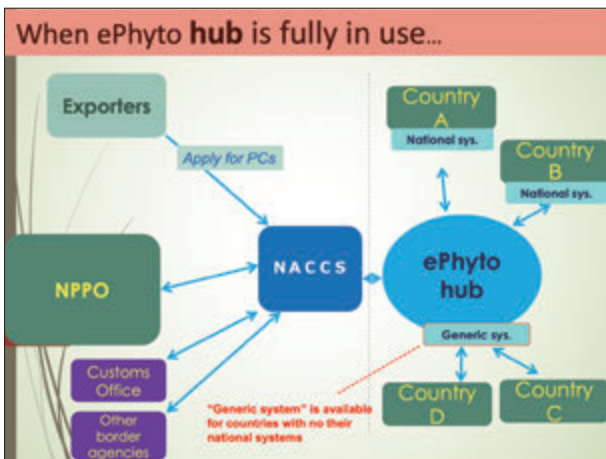 When ePhyto hub is fully in use...
Exporters
Apply for PCs
NPPO
NACCS
Customs
Office
Other
border
agencies
Country
A
National sys.
Country
B
National sys.
ePhyto
hub
Generic sys.
Country
D
Country
C
"Generic system" is available
for countries with no their
national systems